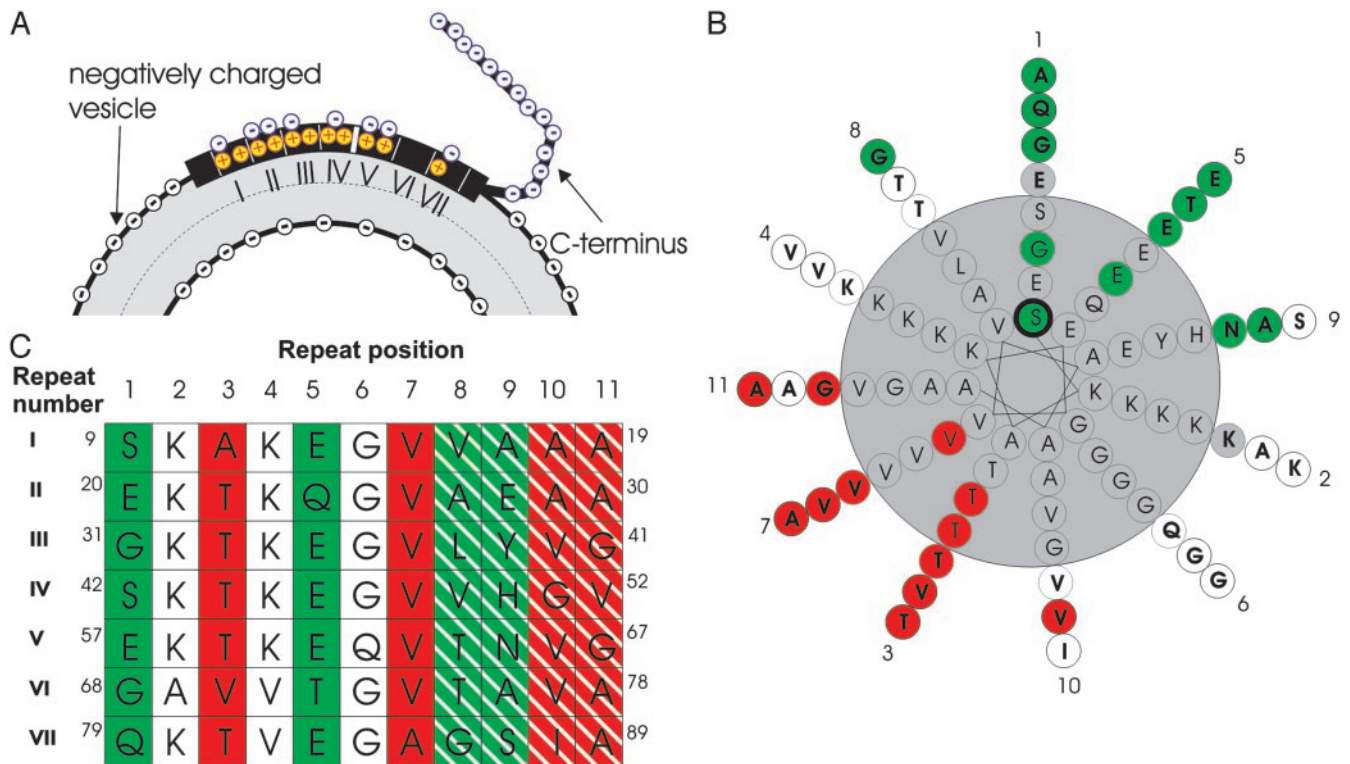 A
negatively charged
vesicle
I II III IV V VI VII
C-terminus
B
1
A Q G E S G E S
5
E T E E E Q E
9
A E Y H N A S
2
K K K K K A K
6
G G G G Q G G
10
A A V G V V I
3
A T T T T V T
7
A V V V V V V
11
A A G V G A A
4
V V K K K K K
8
G T T V L A V
C
Repeat position
Repeat number
1 2 3 4 5 6 7 8 9 10 11
I 9 S K A K E G V V A A A 19
II 20 E K T K Q G V A E A A 30
III 31 G K T K E G V L Y V G 41
IV 42 S K T K E G V V H G V 52
V 57 E K T K E Q V T N V G 67
VI 68 G A V V T G V T A V A 78
VII 79 Q K T V E G A G S I A 89